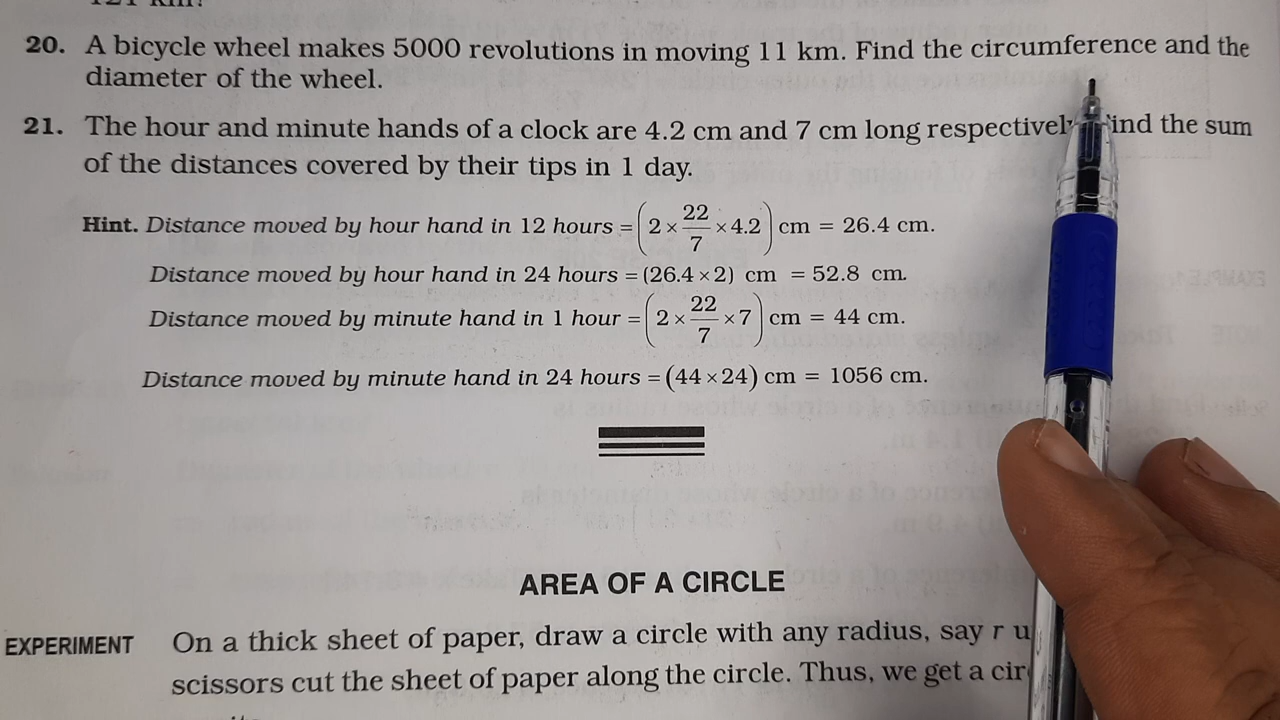 20. A bicycle wheel makes 5000 revolutions in moving 11 km. Find the circumference and the
diameter of the wheel.
21. The hour and minute hands of a clock are 4.2 cm and 7 cm long respectively. Find the sum
of the distances covered by their tips in 1 day.
Hint. Distance moved by hour hand in 12 hours = (2 × 22/7 × 4.2) cm = 26.4 cm.
Distance moved by hour hand in 24 hours = (26.4 × 2) cm = 52.8 cm.
Distance moved by minute hand in 1 hour = (2 × 22/7 × 7) cm = 44 cm.
Distance moved by minute hand in 24 hours = (44 × 24) cm = 1056 cm.
AREA OF A CIRCLE
EXPERIMENT On a thick sheet of paper, draw a circle with any radius, say r u
scissors cut the sheet of paper along the circle. Thus, we get a cir